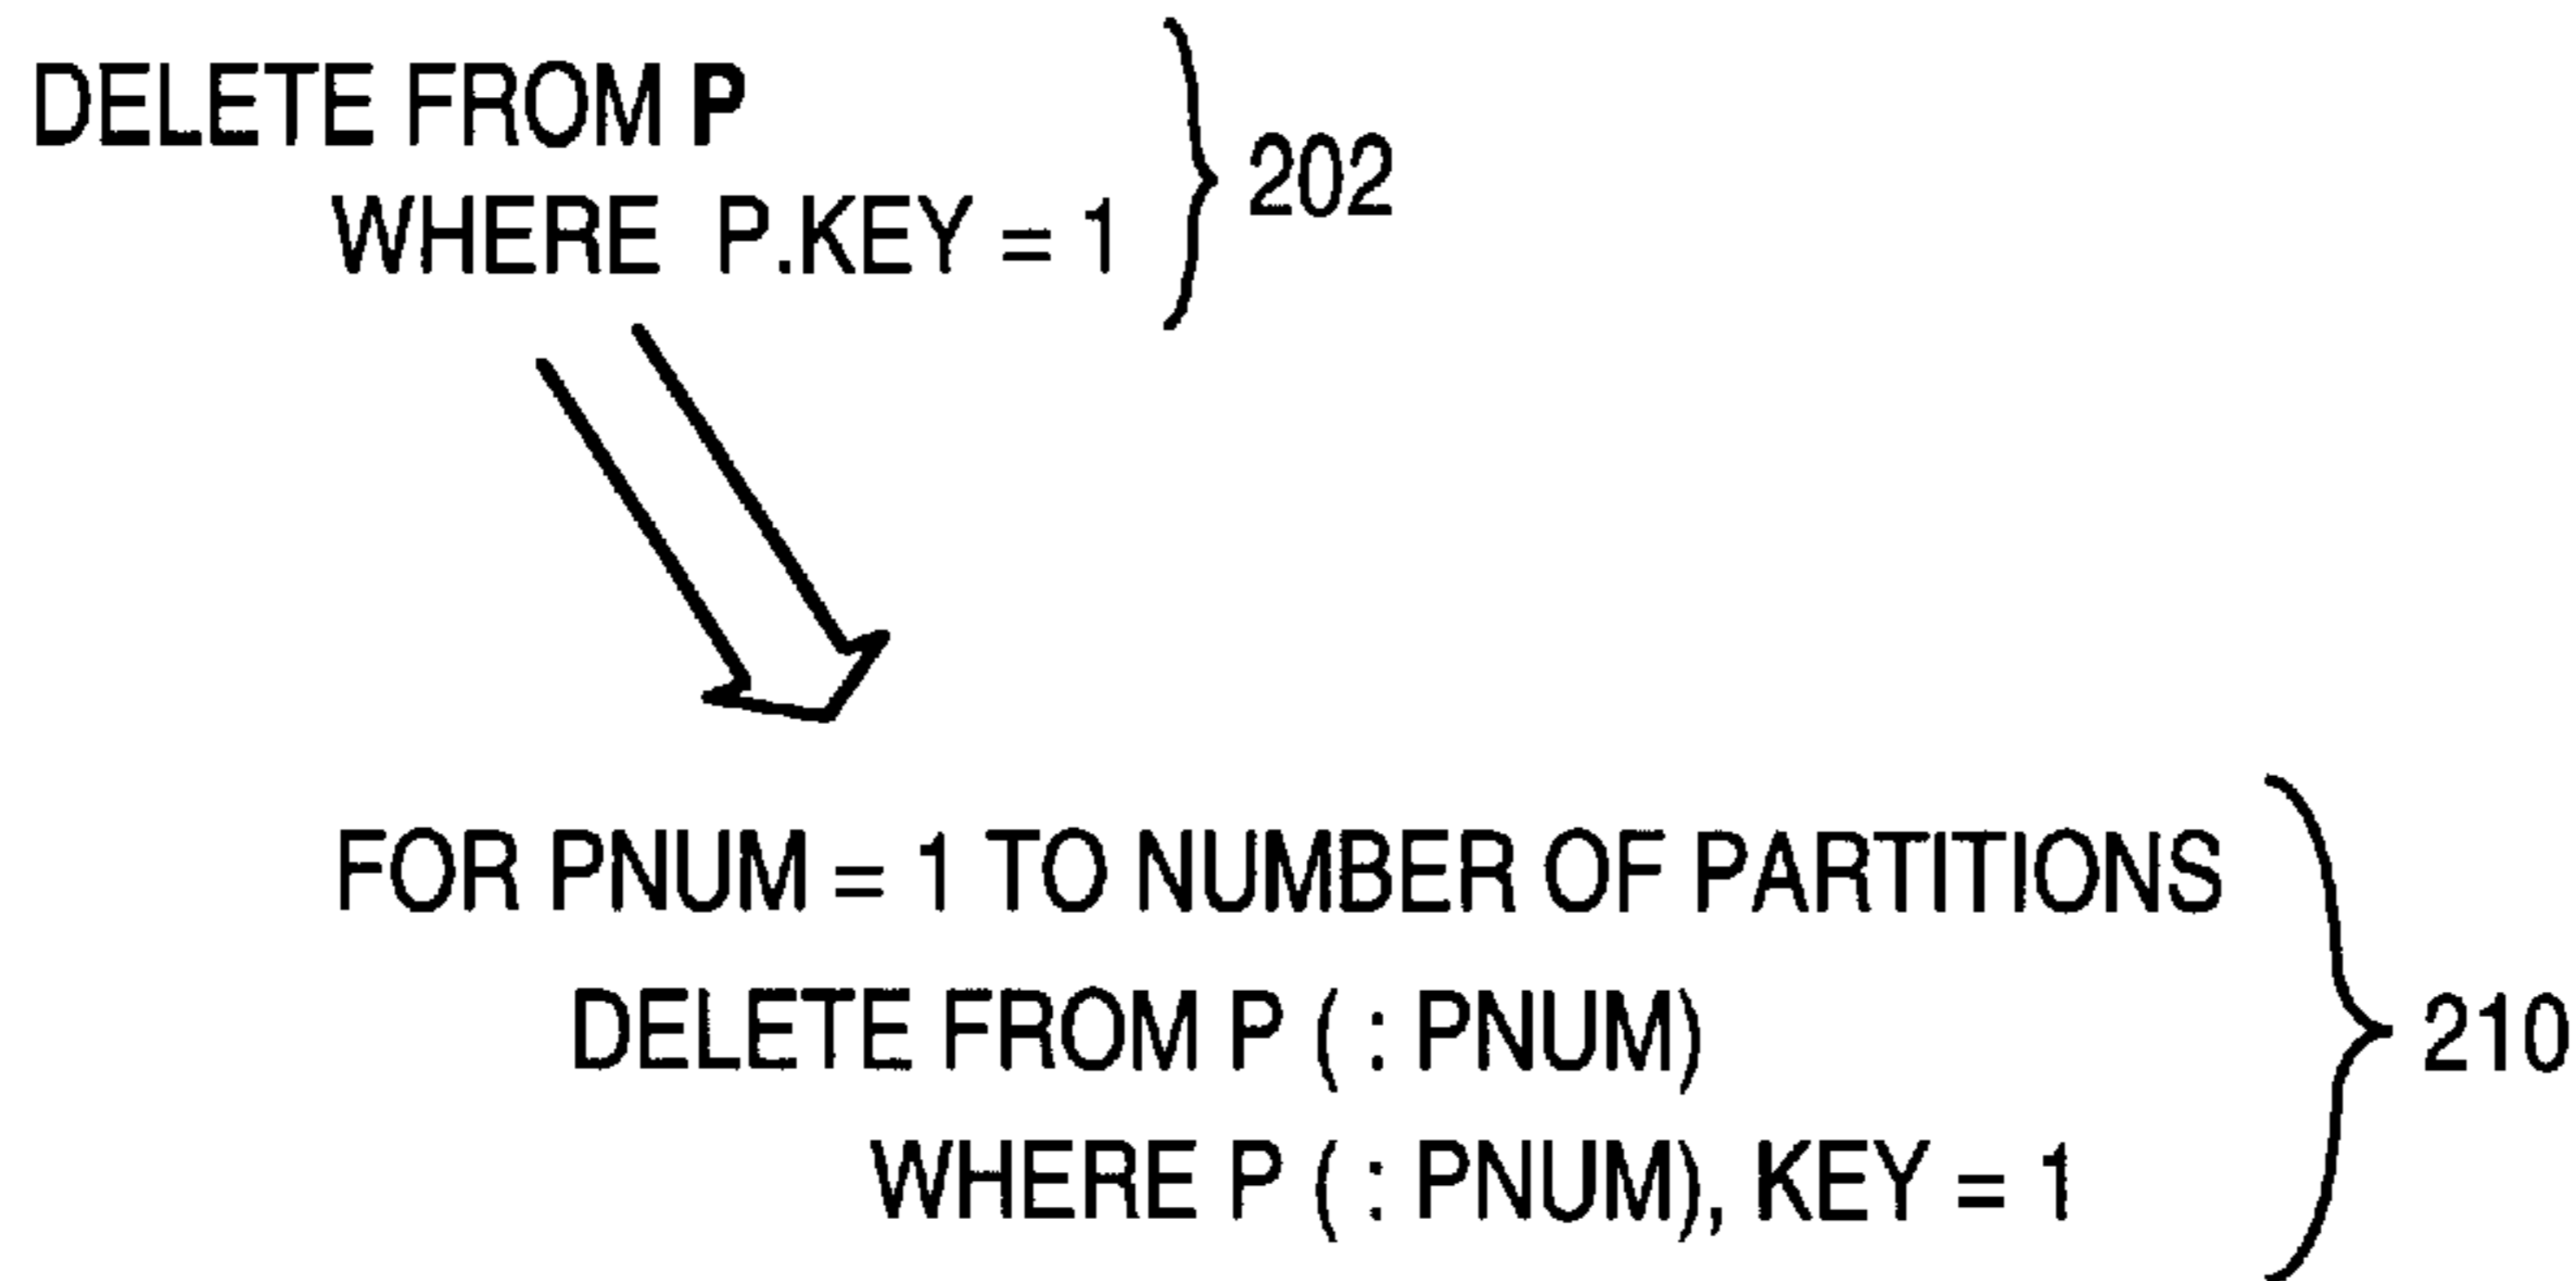 DELETE FROM P
WHERE P.KEY = 1
202
FOR PNUM = 1 TO NUMBER OF PARTITIONS
DELETE FROM P ( : PNUM)
WHERE P ( : PNUM), KEY = 1
210